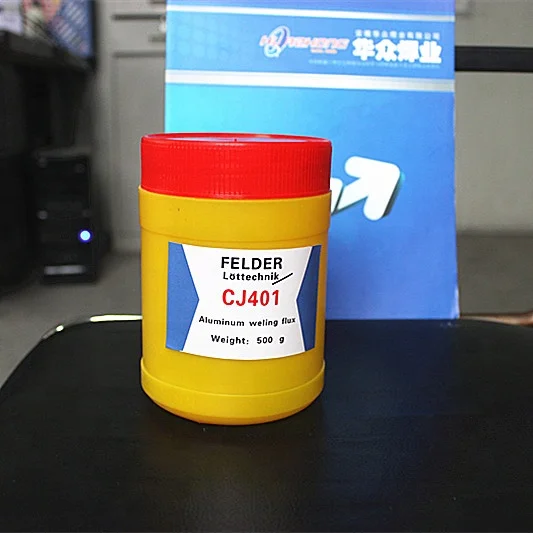 华众焊业
FELDER
Löttechnik
CJ401
Aluminum weling flux
Weight: 500 g